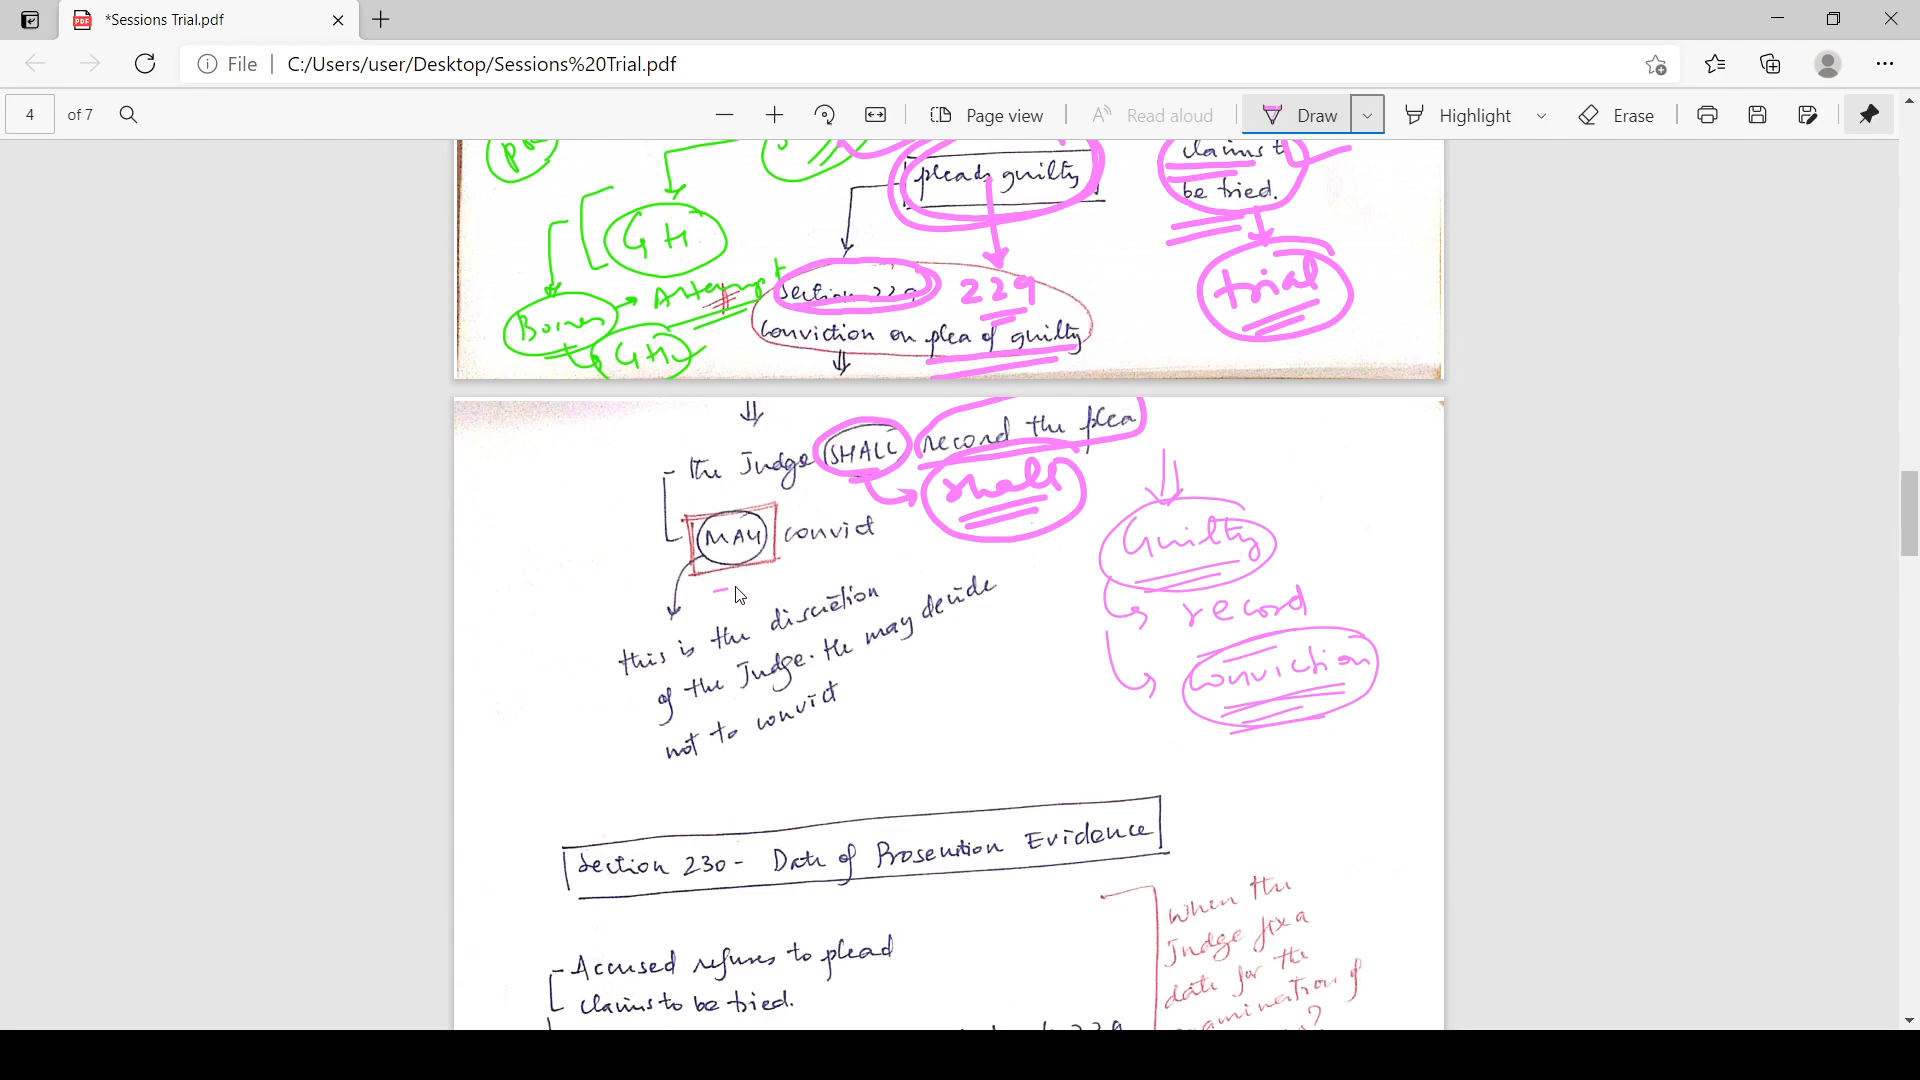 *Sessions Trial.pdf
File
C:/Users/user/Desktop/Sessions%20Trial.pdf
4 of 7
Page view
Read aloud
Draw
Highlight
Erase
pleads guilty
claims t
be tried.
GH
Attempt
GH
Section 229
229
Conviction on plea of guilty
trial
the Judge SHALL record the plea
shall
MAY convict
Guilty
record
Conviction
this is the discretion
of the Judge. He may decide
not to convict
Section 230 - Date of Prosecution Evidence
When the
Judge fix a
date for the
Accused refuses to plead
claims to be tried.
229